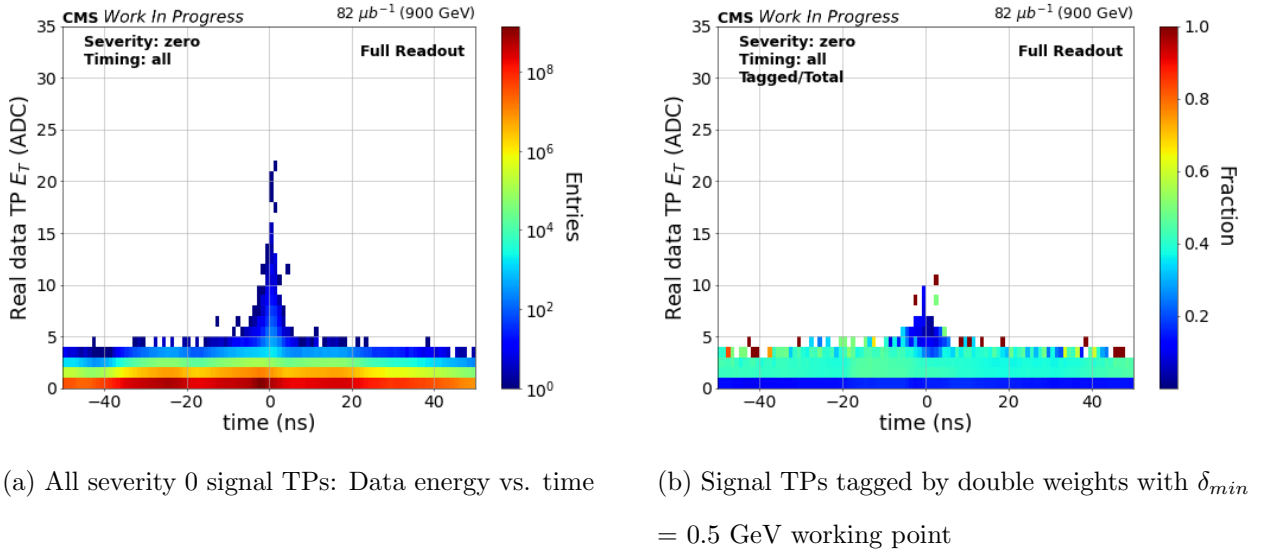 CMS Work In Progress 82 μb⁻¹ (900 GeV)
Severity: zero
Timing: all
Full Readout
35
30
25
20
15
10
5
0
Real data TP E_T (ADC)
−40 −20 0 20 40
time (ns)
10⁸
10⁶
10⁴
10²
10⁰
Entries
(a) All severity 0 signal TPs: Data energy vs. time
CMS Work In Progress 82 μb⁻¹ (900 GeV)
Severity: zero
Timing: all
Tagged/Total
Full Readout
35
30
25
20
15
10
5
0
Real data TP E_T (ADC)
−40 −20 0 20 40
time (ns)
1.0
0.8
0.6
0.4
0.2
Fraction
(b) Signal TPs tagged by double weights with δ_min
= 0.5 GeV working point